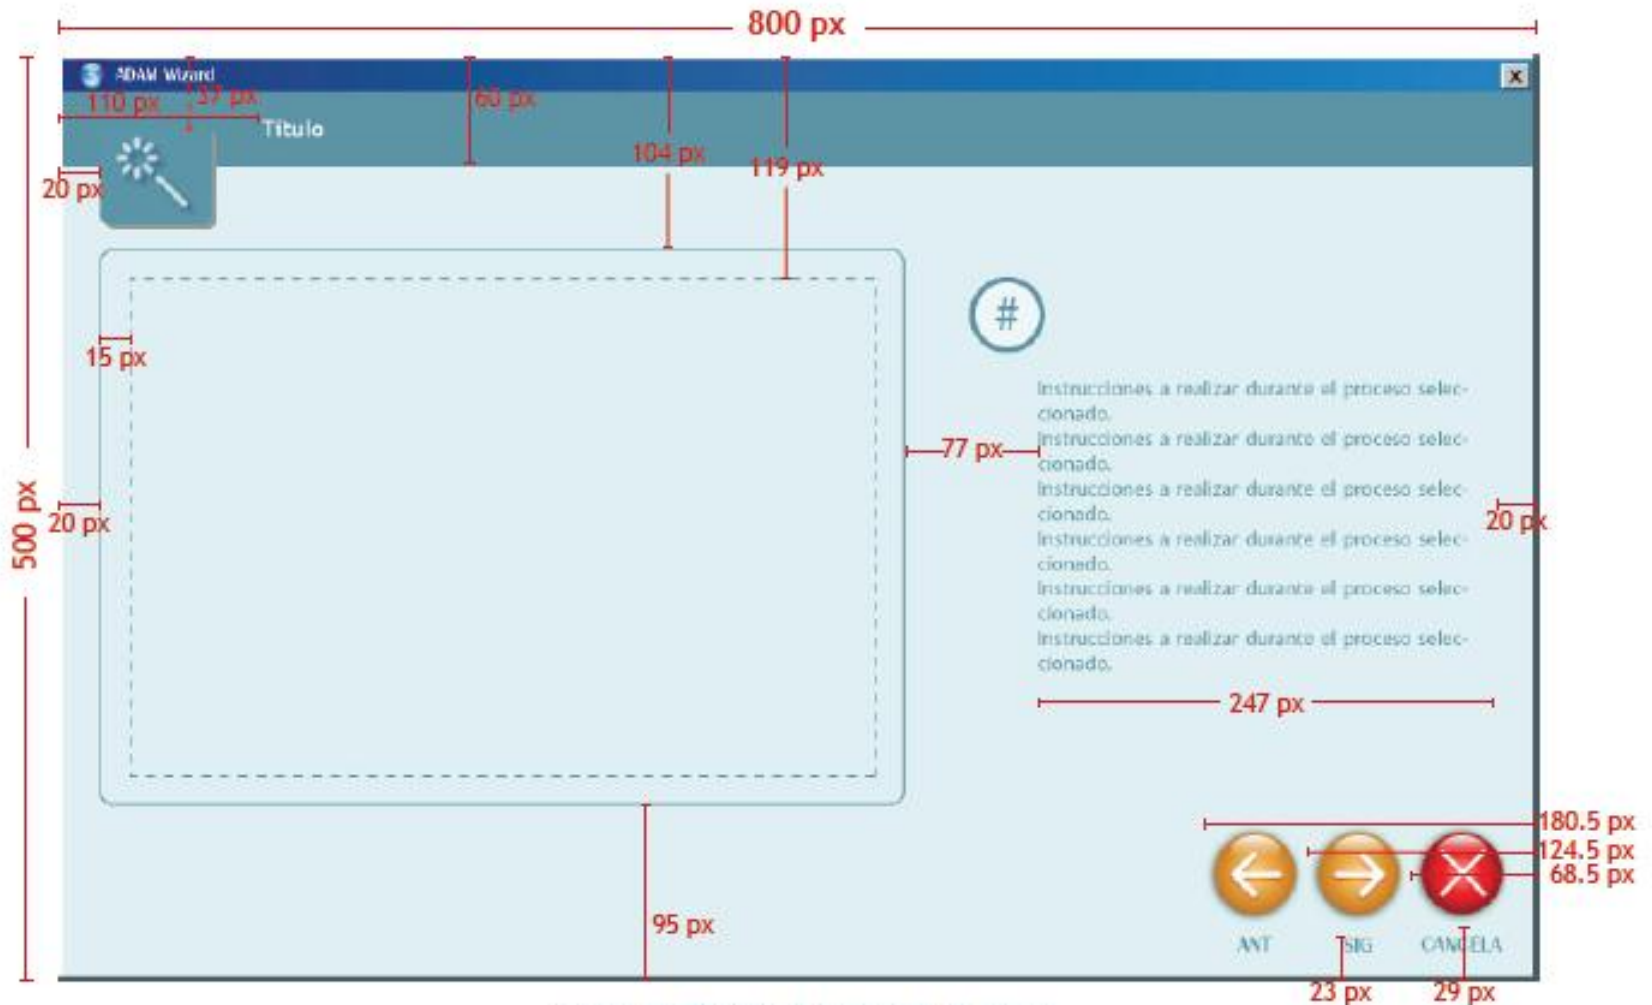 800 px
ADAM Wizard
X
110 px
37 px
60 px
Título
104 px
119 px
20 px
#
15 px
Instrucciones a realizar durante el proceso selec-
cionado.
Instrucciones a realizar durante el proceso selec-
cionado.
Instrucciones a realizar durante el proceso selec-
cionado.
Instrucciones a realizar durante el proceso selec-
cionado.
Instrucciones a realizar durante el proceso selec-
cionado.
Instrucciones a realizar durante el proceso selec-
cionado.
77 px
500 px
20 px
20 px
247 px
180.5 px
124.5 px
68.5 px
95 px
ANT
SIG
CANCELA
23 px
29 px